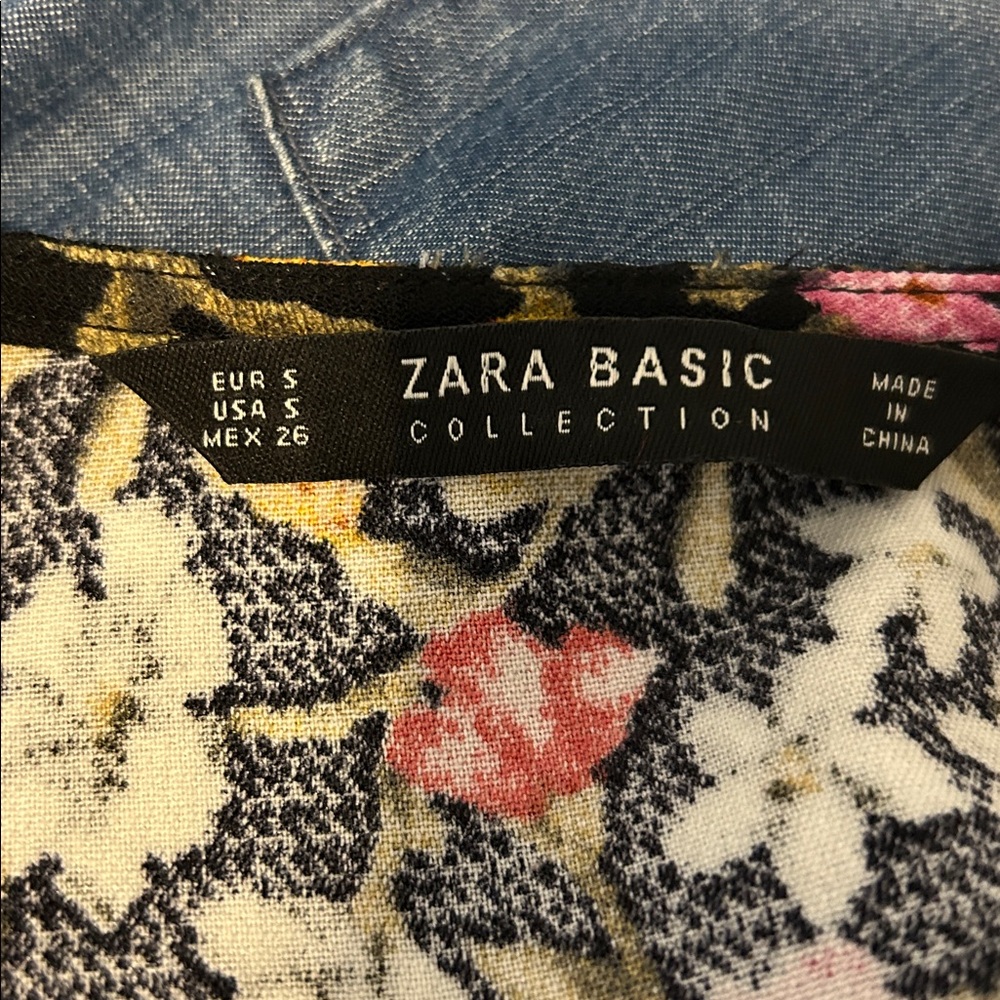 EUR S
USA S
MEX 26
ZARA BASIC
COLLECTION
MADE
IN
CHINA